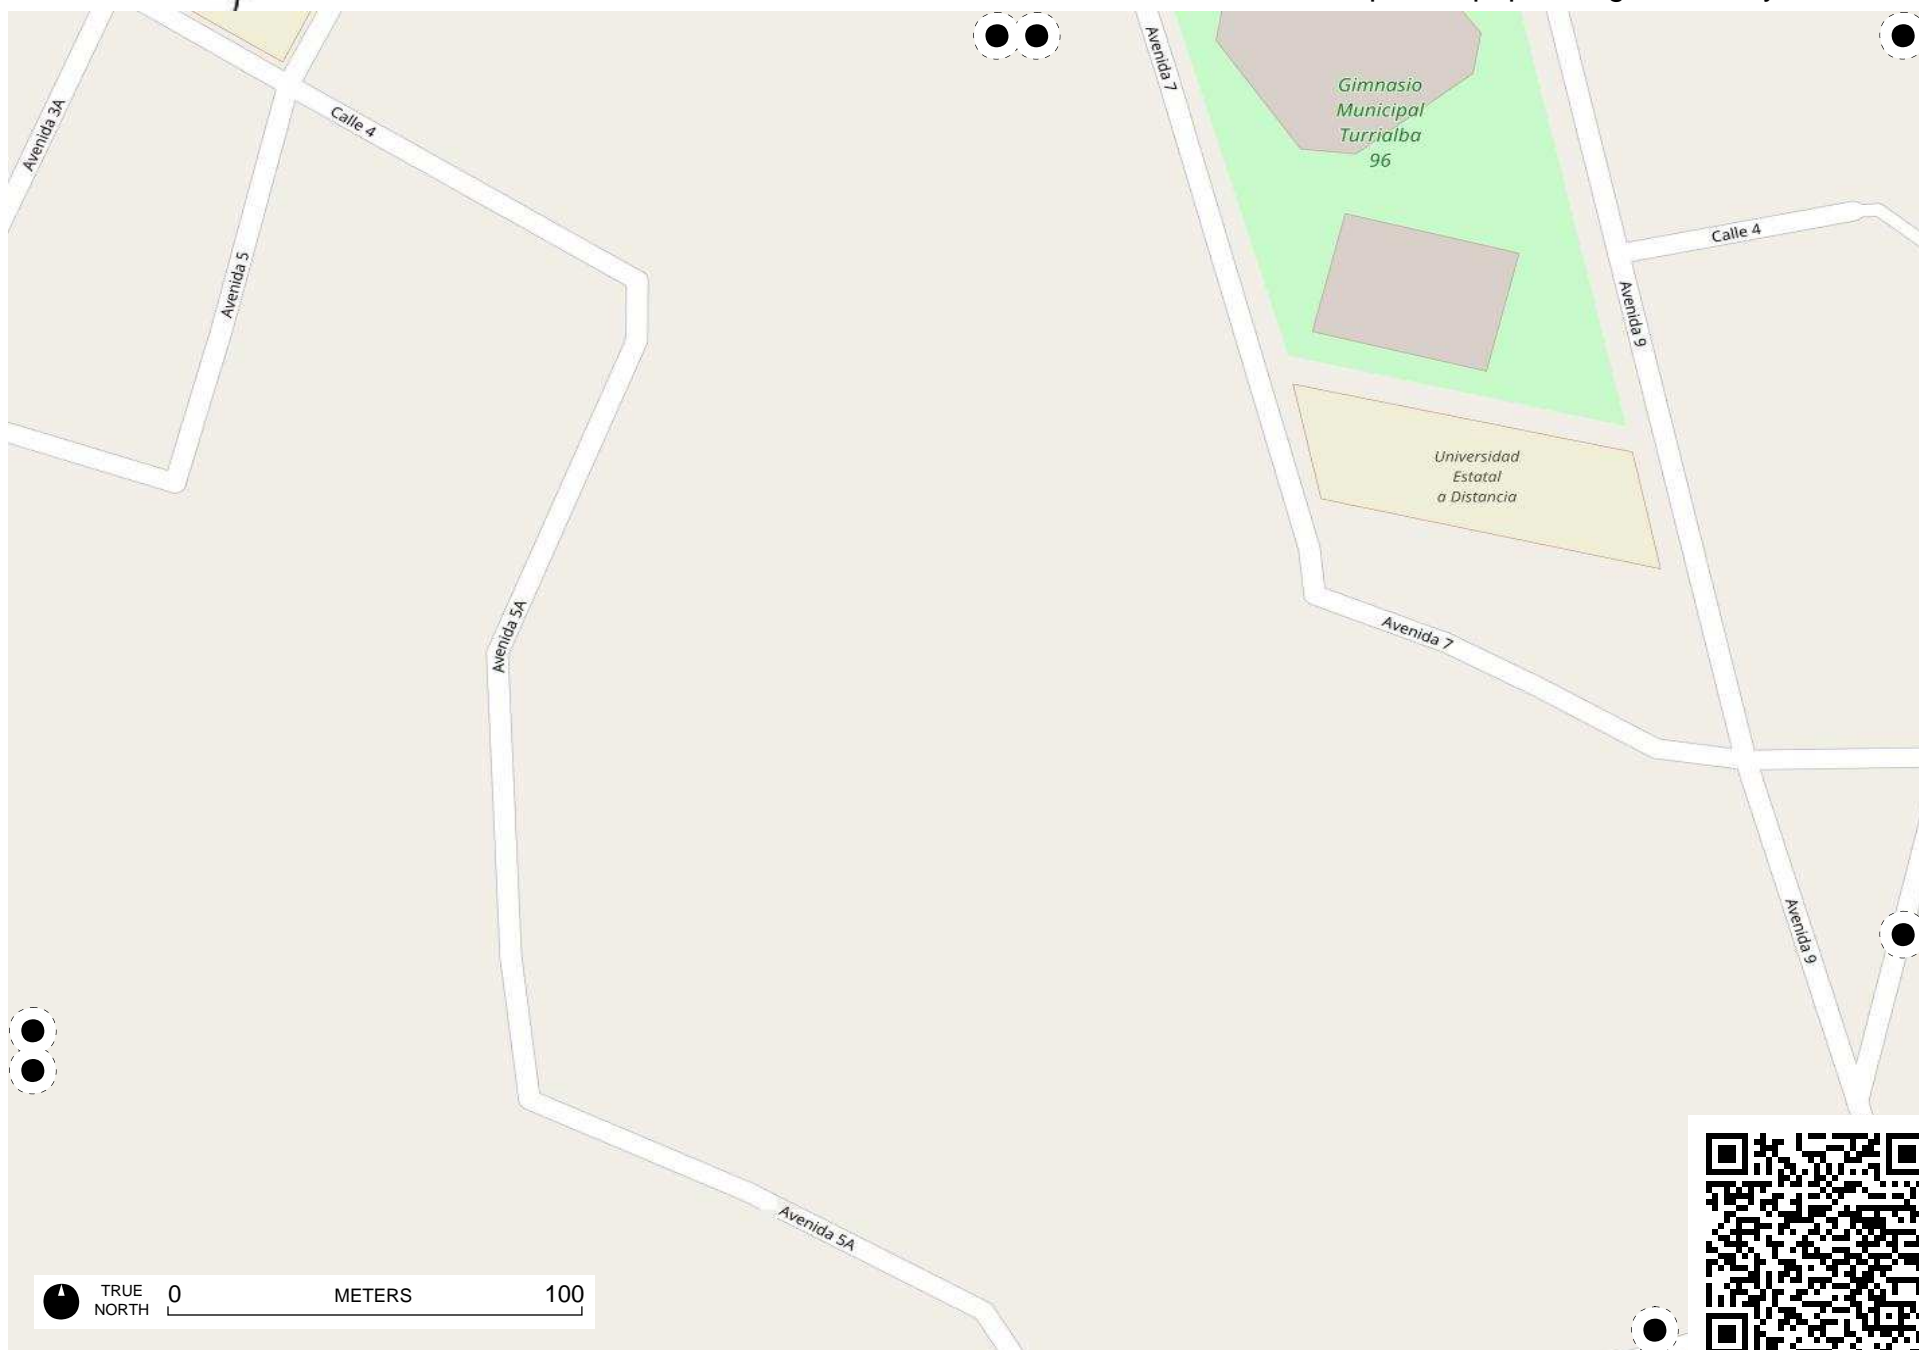 Avenida 7
Gimnasio
Municipal
Turrialba
96
Avenida 3A
Calle 4
Calle 4
Avenida 5
Avenida 9
Universidad
Estatal
a Distancia
Avenida 5A
Avenida 7
Avenida 9
Avenida 5A
TRUE
NORTH
0 METERS 100